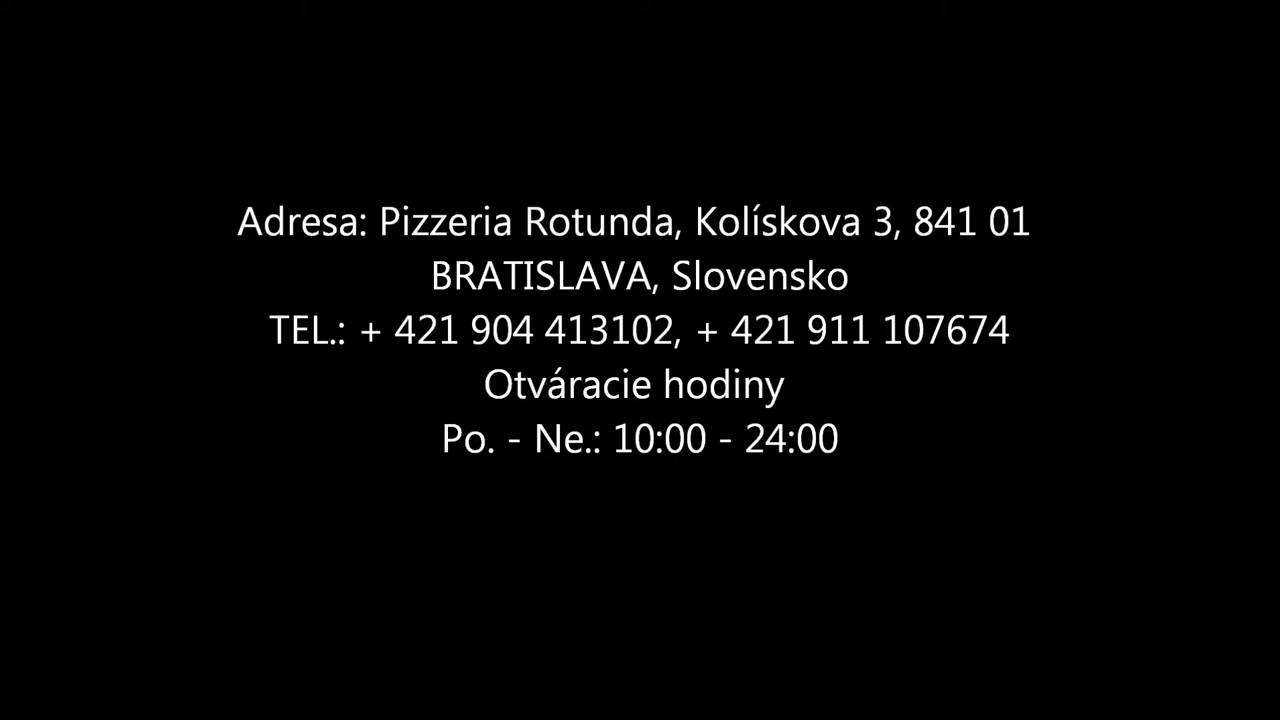 Adresa: Pizzeria Rotunda, Kolískova 3, 841 01
BRATISLAVA, Slovensko
TEL.: + 421 904 413102, + 421 911 107674
Otváracie hodiny
Po. - Ne.: 10:00 - 24:00